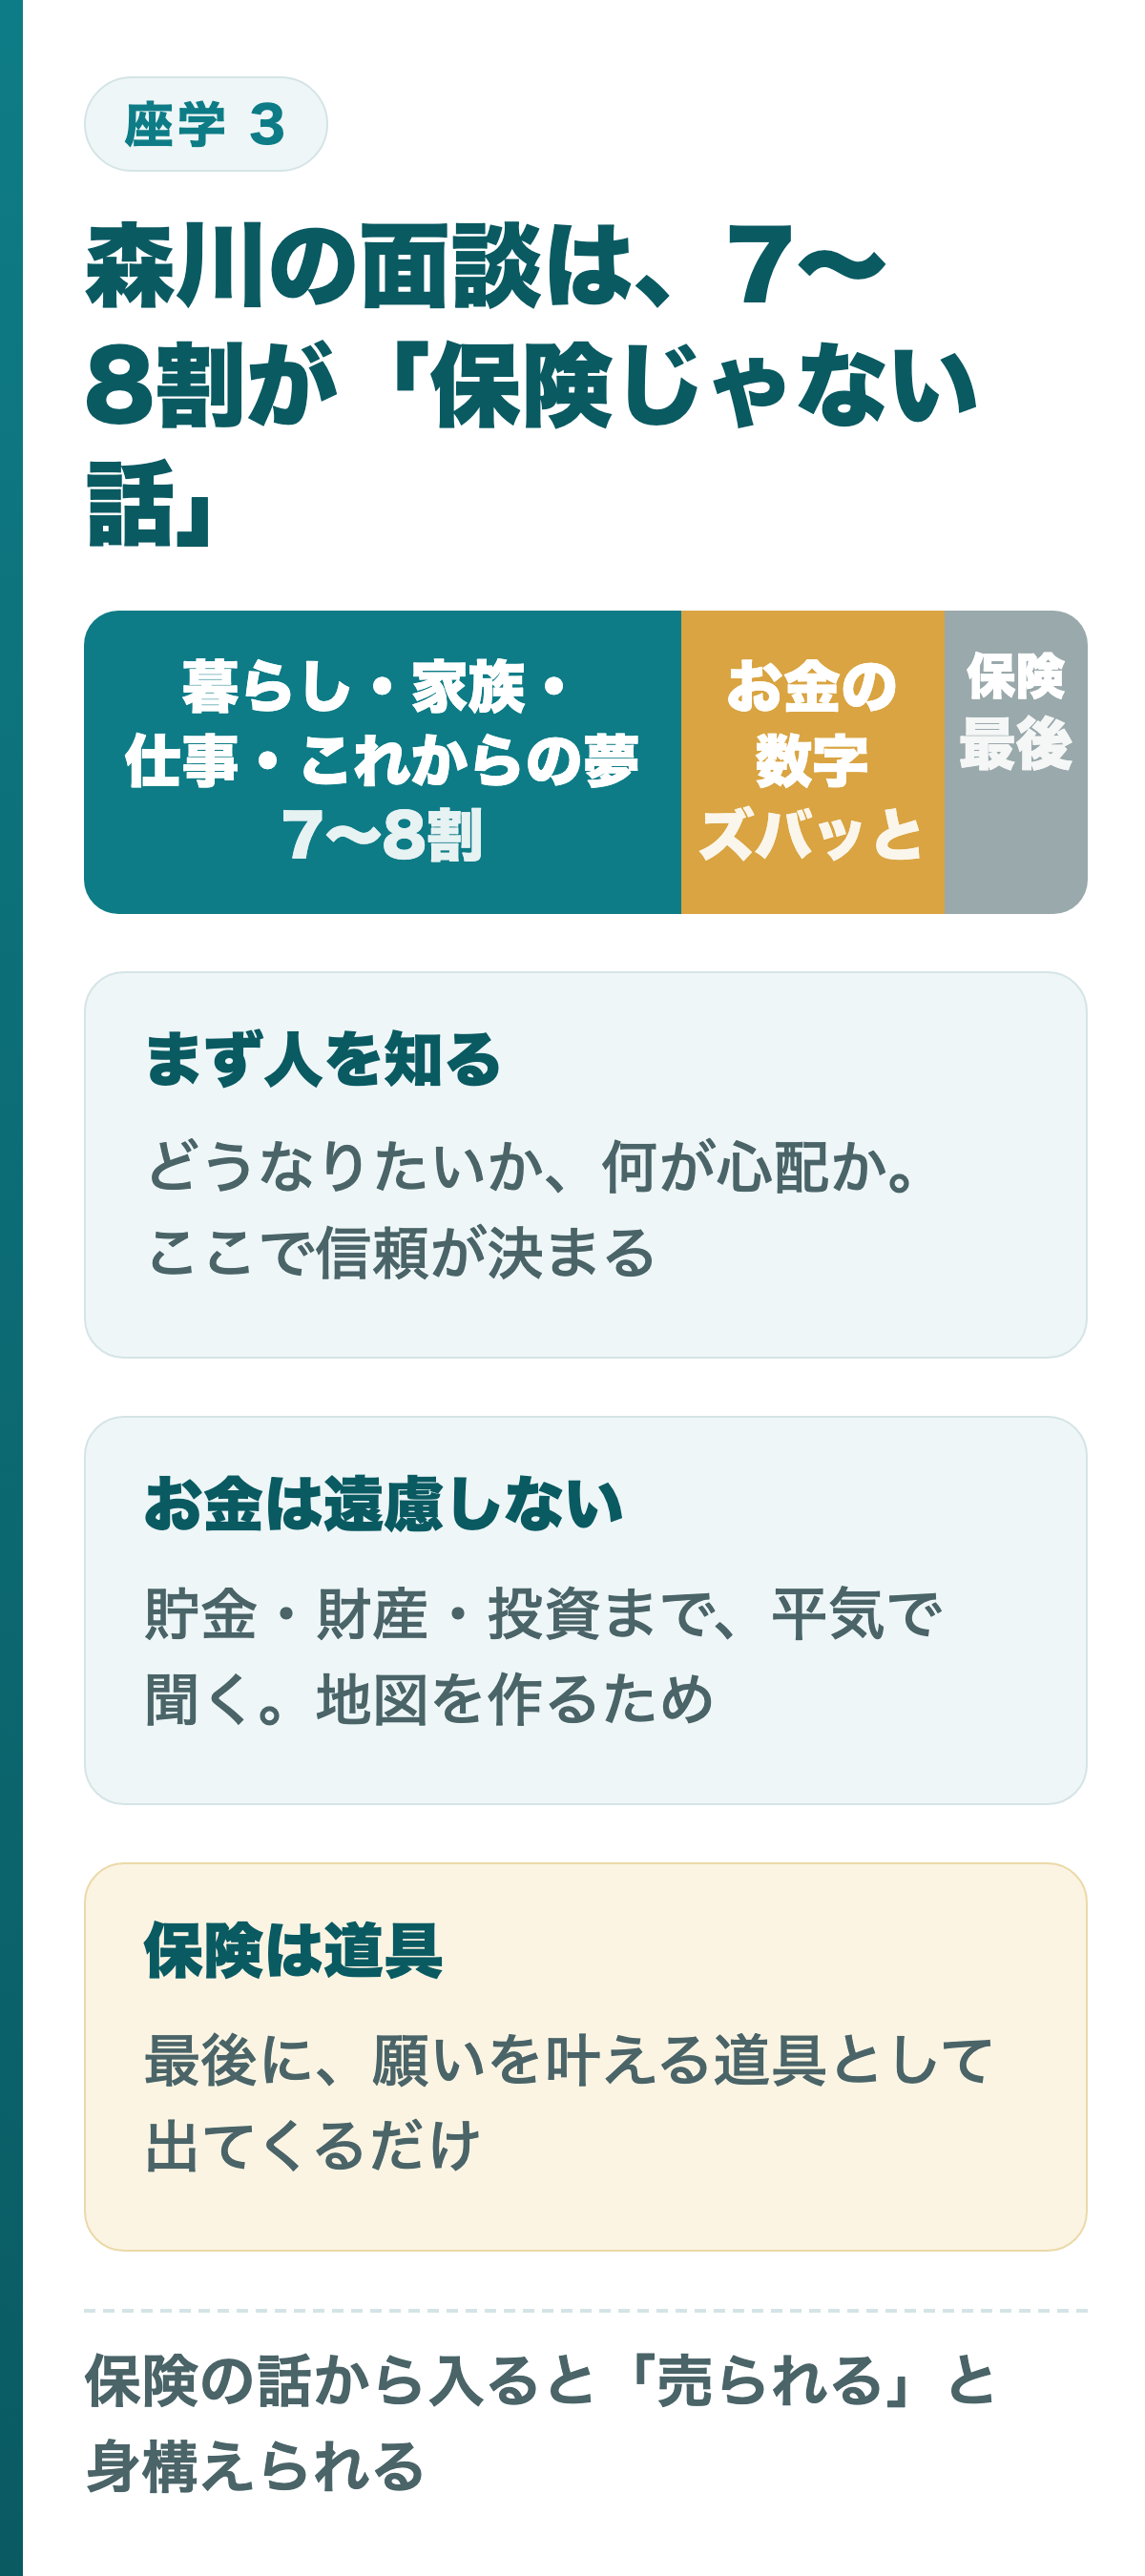 座学 3
森川の面談は、7〜
8割が「保険じゃない
話」
暮らし・家族・
仕事・これからの夢
7〜8割
お金の
数字
ズバッと
保険
最後
まず人を知る
どうなりたいか、何が心配か。
ここで信頼が決まる
お金は遠慮しない
貯金・財産・投資まで、平気で
聞く。地図を作るため
保険は道具
最後に、願いを叶える道具として
出てくるだけ
保険の話から入ると「売られる」と
身構えられる